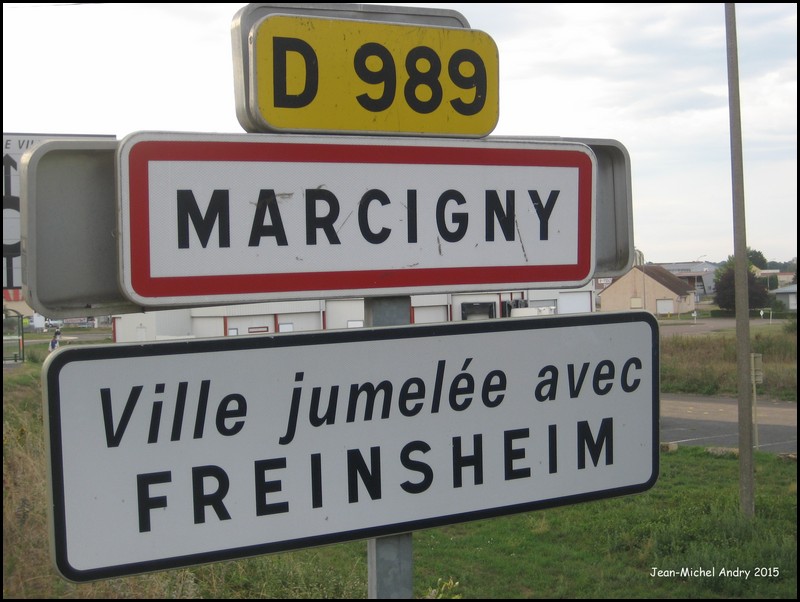 D 989
MARCIGNY
Ville jumelée avec
FREINSHEIM
Jean-Michel Andry 2015